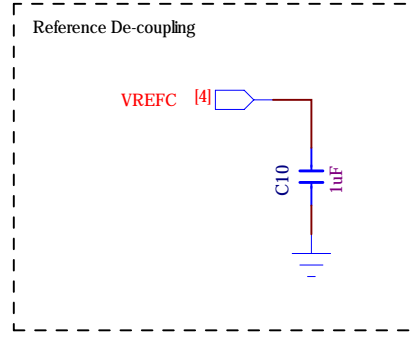 Reference De-coupling
VREFC [4]
C10
1uF